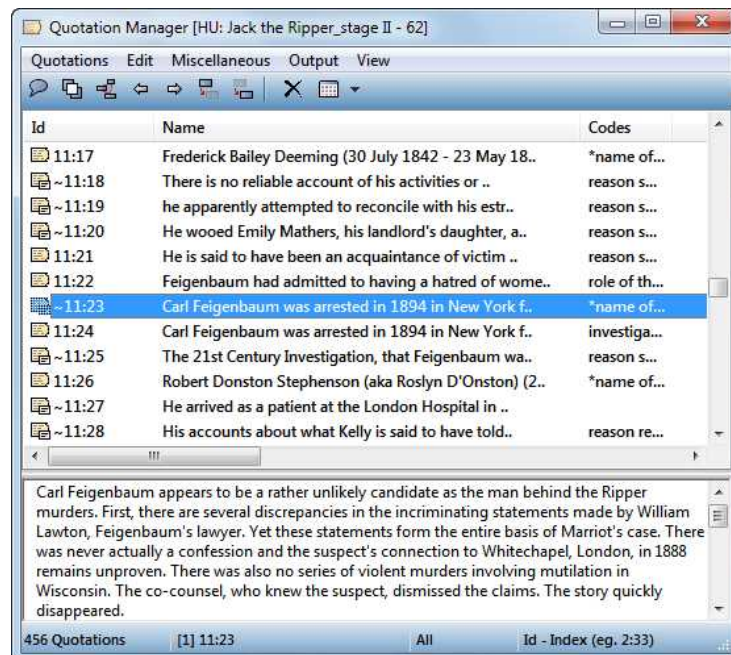 Quotation Manager [HU: Jack the Ripper_stage II - 62]
Quotations Edit Miscellaneous Output View
Id Name Codes
11:17 Frederick Bailey Deeming (30 July 1842 - 23 May 18.. *name of...
~11:18 There is no reliable account of his activities or .. reason s...
~11:19 he apparently attempted to reconcile with his estr.. reason s...
~11:20 He wooed Emily Mathers, his landlord's daughter, a.. reason s...
11:21 He is said to have been an acquaintance of victim .. reason s...
11:22 Feigenbaum had admitted to having a hatred of wome.. role of th...
~11:23 Carl Feigenbaum was arrested in 1894 in New York f.. *name of...
11:24 Carl Feigenbaum was arrested in 1894 in New York f.. investiga...
~11:25 The 21st Century Investigation, that Feigenbaum wa.. reason s...
11:26 Robert Donston Stephenson (aka Roslyn D'Onston) (2.. *name of...
~11:27 He arrived as a patient at the London Hospital in ..
~11:28 His accounts about what Kelly is said to have told.. reason re...
Carl Feigenbaum appears to be a rather unlikely candidate as the man behind the Ripper
murders. First, there are several discrepancies in the incriminating statements made by William
Lawton, Feigenbaum's lawyer. Yet these statements form the entire basis of Marriot's case. There
was never actually a confession and the suspect's connection to Whitechapel, London, in 1888
remains unproven. There was also no series of violent murders involving mutilation in
Wisconsin. The co-counsel, who knew the suspect, dismissed the claims. The story quickly
disappeared.
456 Quotations [1] 11:23 All Id - Index (eg. 2:33)